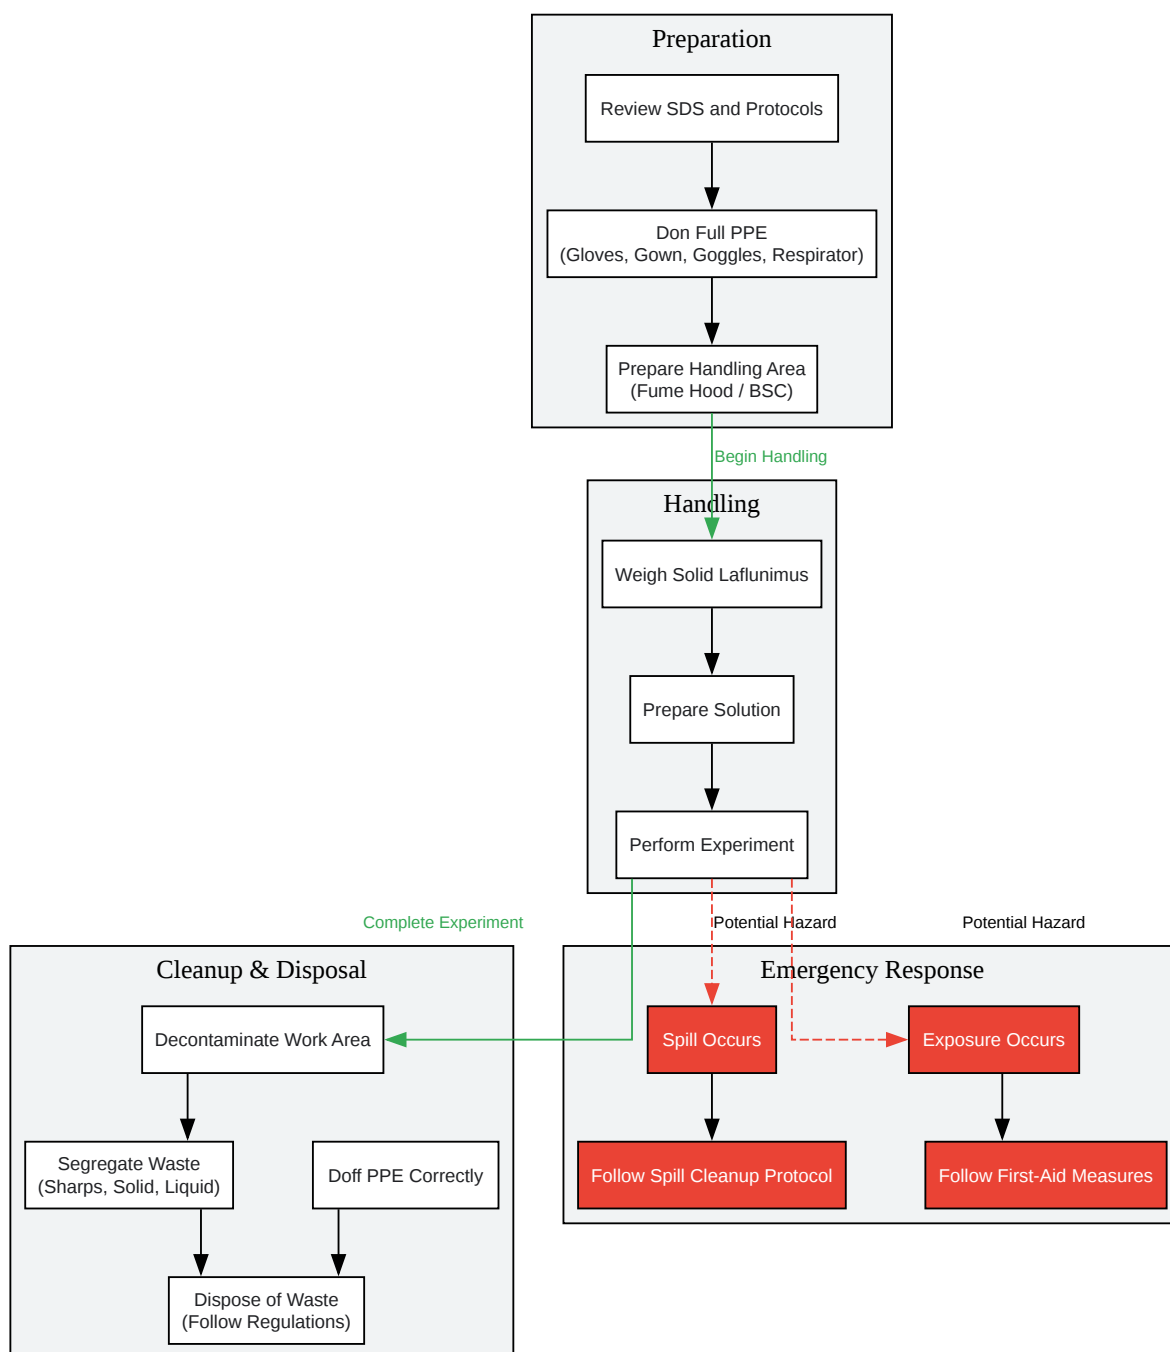 Preparation
Review SDS and Protocols
Don Full PPE
(Gloves, Gown, Goggles, Respirator)
Prepare Handling Area
(Fume Hood / BSC)
Begin Handling
Handling
Weigh Solid Laflunimus
Prepare Solution
Perform Experiment
Complete Experiment
Potential Hazard
Potential Hazard
Cleanup & Disposal
Decontaminate Work Area
Segregate Waste
(Sharps, Solid, Liquid)
Doff PPE Correctly
Dispose of Waste
(Follow Regulations)
Emergency Response
Spill Occurs
Exposure Occurs
Follow Spill Cleanup Protocol
Follow First-Aid Measures